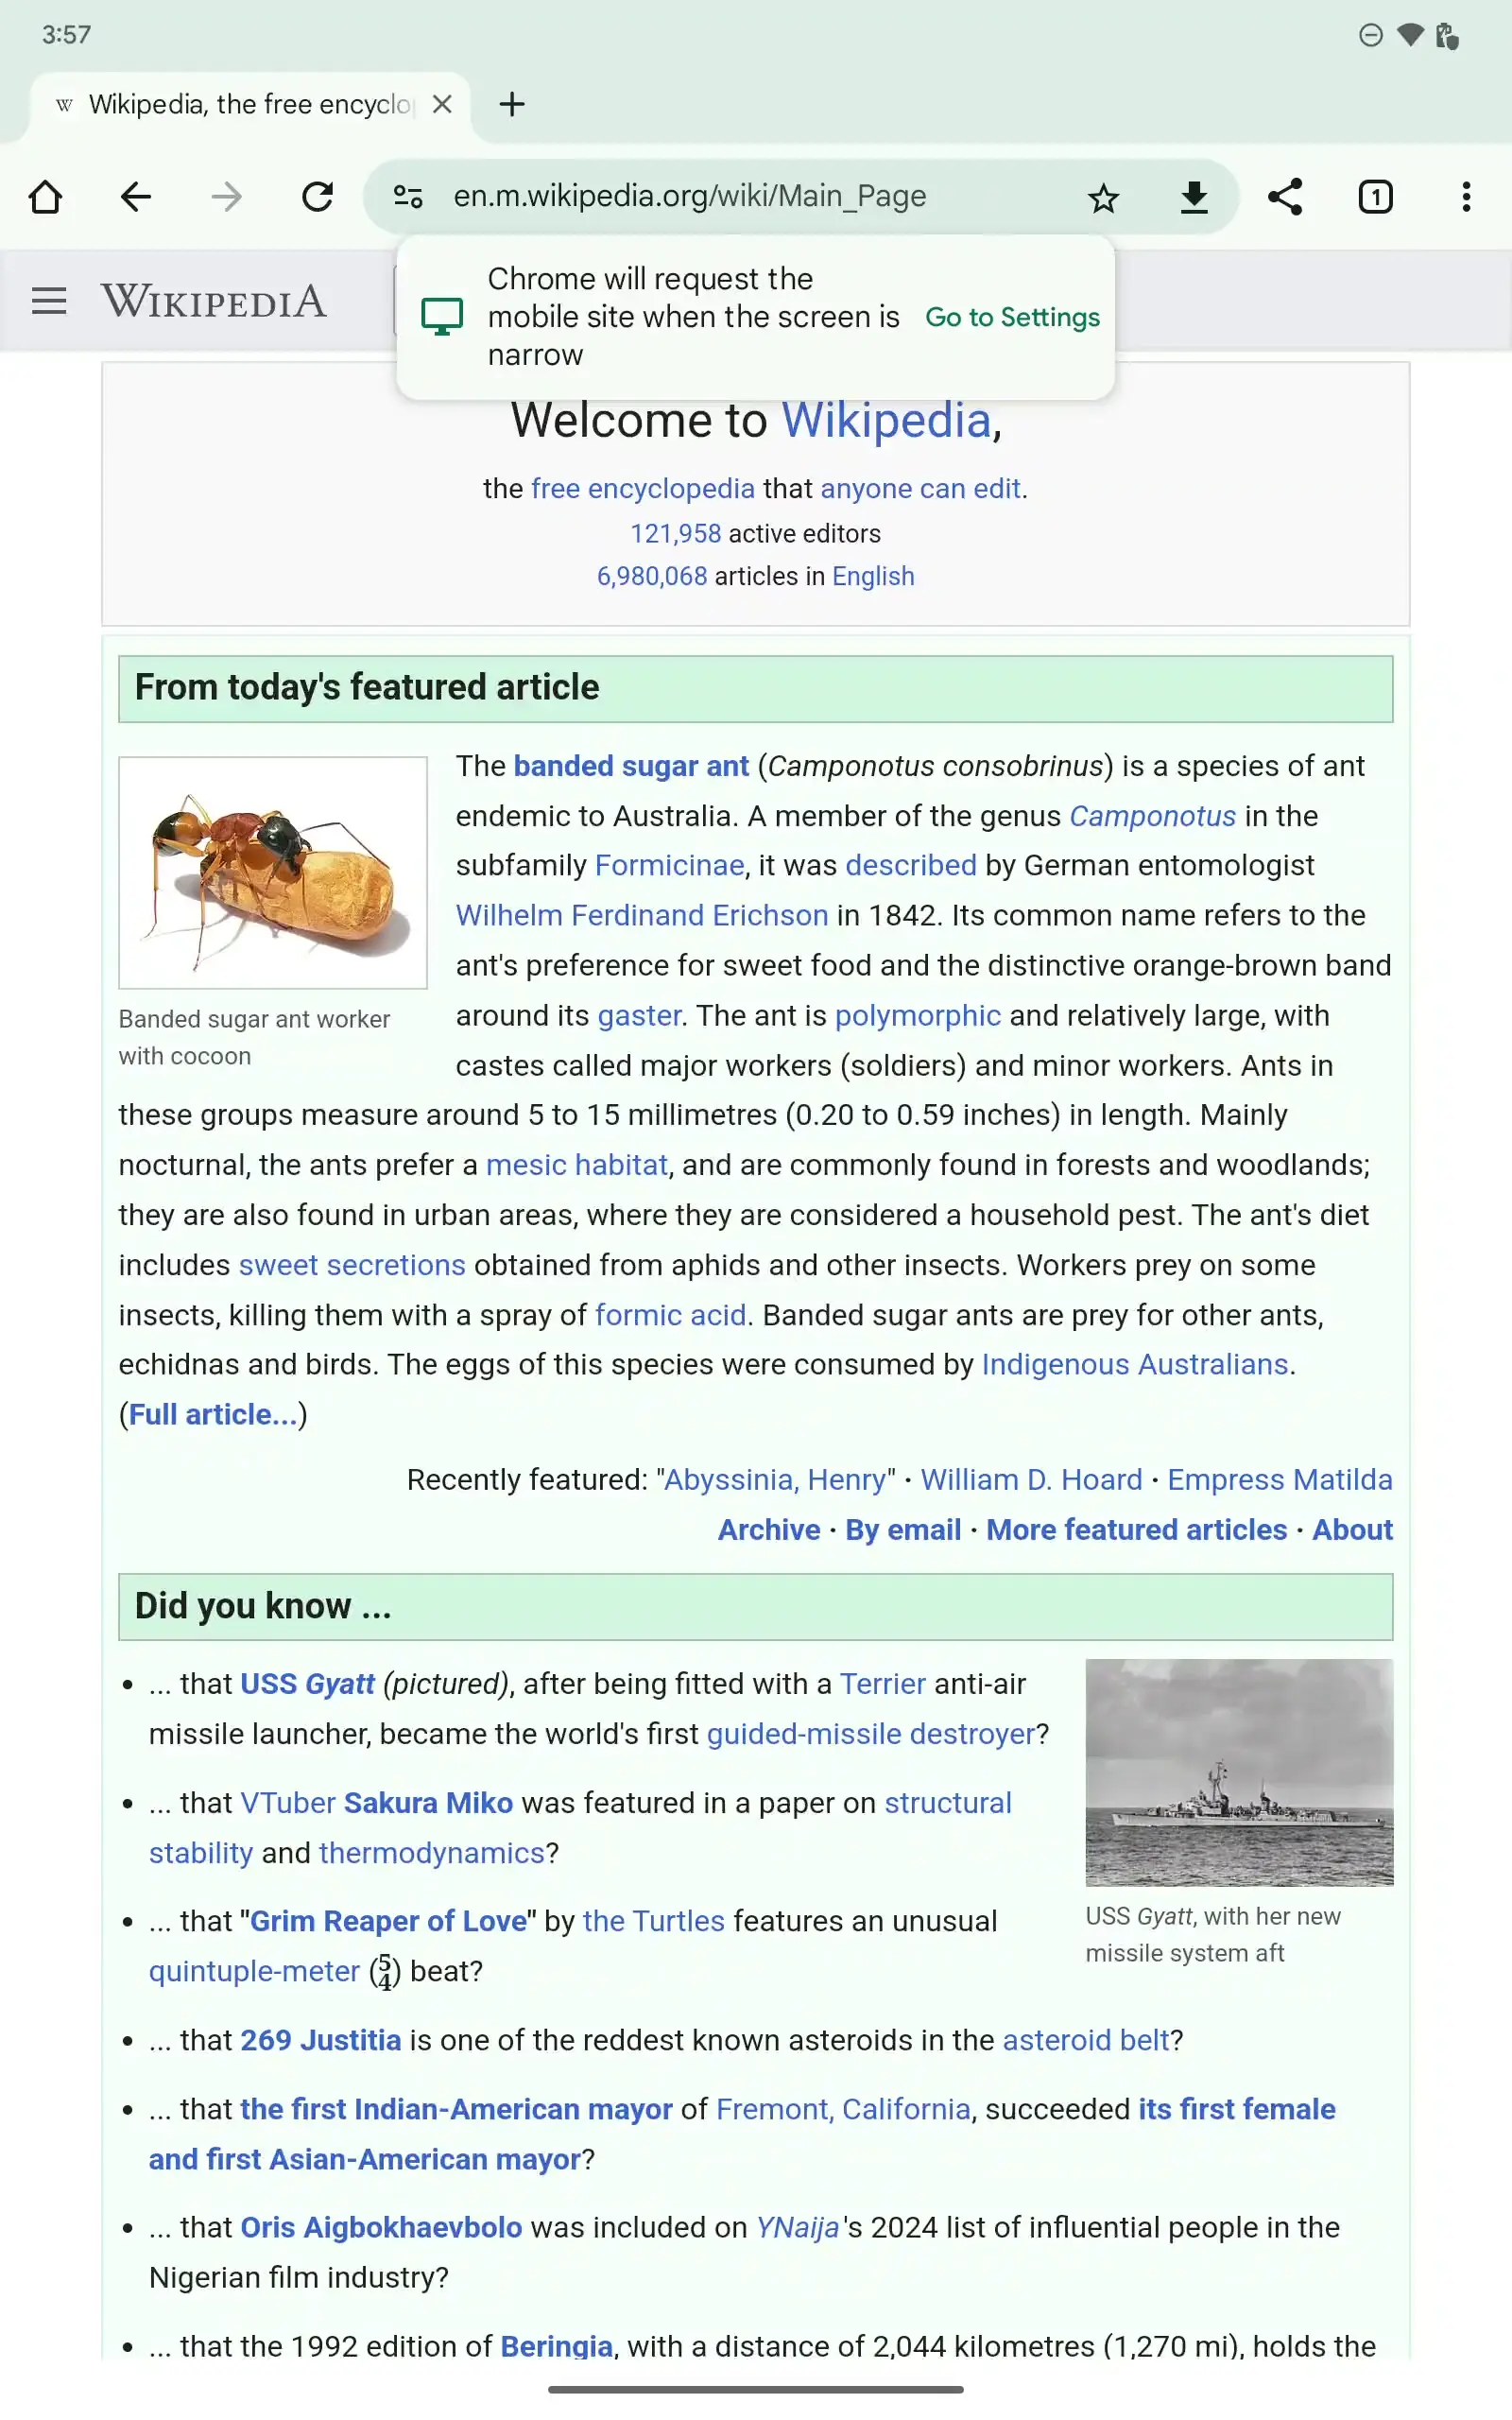 3:57
W Wikipedia, the free encyclo
en.m.wikipedia.org/wiki/Main_Page
1
WIKIPEDIA
Chrome will request the
mobile site when the screen is
narrow
Go to Settings
Welcome to Wikipedia,
the free encyclopedia that anyone can edit.
121,958 active editors
6,980,068 articles in English
From today's featured article
The banded sugar ant (Camponotus consobrinus) is a species of ant
endemic to Australia. A member of the genus Camponotus in the
subfamily Formicinae, it was described by German entomologist
Wilhelm Ferdinand Erichson in 1842. Its common name refers to the
ant's preference for sweet food and the distinctive orange-brown band
around its gaster. The ant is polymorphic and relatively large, with
castes called major workers (soldiers) and minor workers. Ants in
these groups measure around 5 to 15 millimetres (0.20 to 0.59 inches) in length. Mainly
nocturnal, the ants prefer a mesic habitat, and are commonly found in forests and woodlands;
they are also found in urban areas, where they are considered a household pest. The ant's diet
includes sweet secretions obtained from aphids and other insects. Workers prey on some
insects, killing them with a spray of formic acid. Banded sugar ants are prey for other ants,
echidnas and birds. The eggs of this species were consumed by Indigenous Australians.
(Full article...)
Banded sugar ant worker
with cocoon
Recently featured: "Abyssinia, Henry" · William D. Hoard · Empress Matilda
Archive · By email · More featured articles · About
Did you know ...
• ... that USS Gyatt (pictured), after being fitted with a Terrier anti-air
missile launcher, became the world's first guided-missile destroyer?
• ... that VTuber Sakura Miko was featured in a paper on structural
stability and thermodynamics?
• ... that "Grim Reaper of Love" by the Turtles features an unusual
quintuple-meter (5/4) beat?
USS Gyatt, with her new
missile system aft
• ... that 269 Justitia is one of the reddest known asteroids in the asteroid belt?
• ... that the first Indian-American mayor of Fremont, California, succeeded its first female
and first Asian-American mayor?
• ... that Oris Aigbokhaevbolo was included on YNaija's 2024 list of influential people in the
Nigerian film industry?
• ... that the 1992 edition of Beringia, with a distance of 2,044 kilometres (1,270 mi), holds the